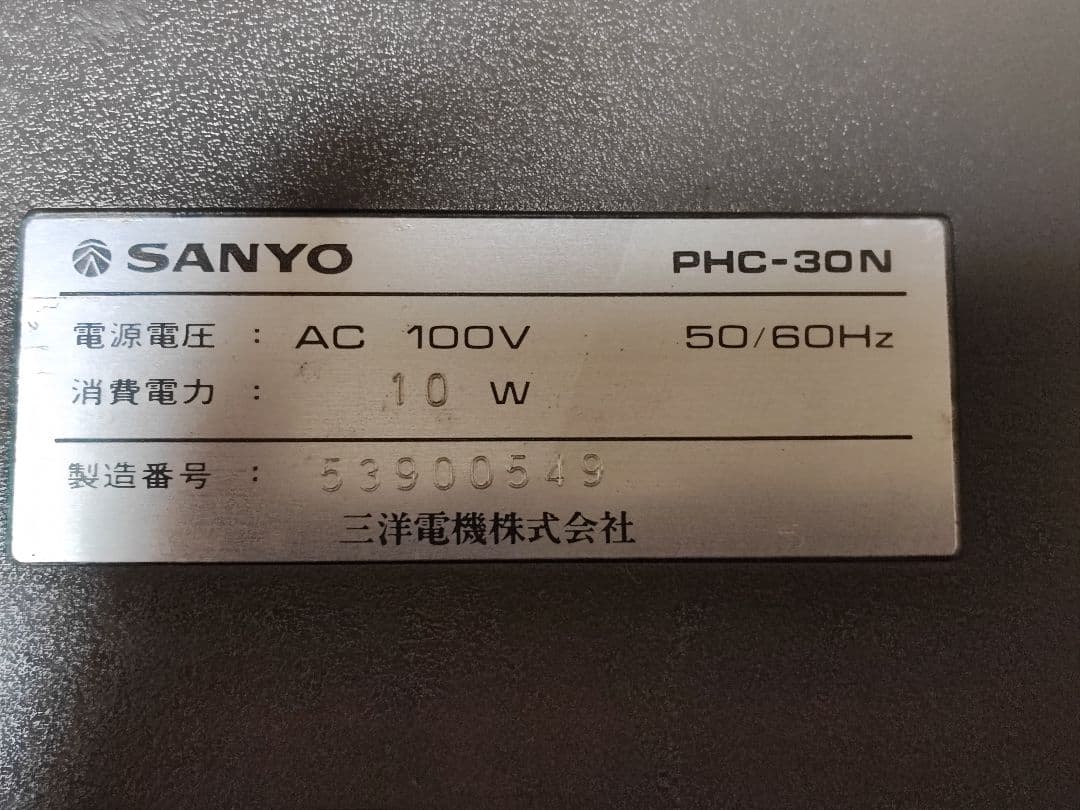 SANYO PHC-30N
電源電圧 : AC 100V 50/60Hz
消費電力 : 10 W
製造番号 : 53900549
三洋電機株式会社